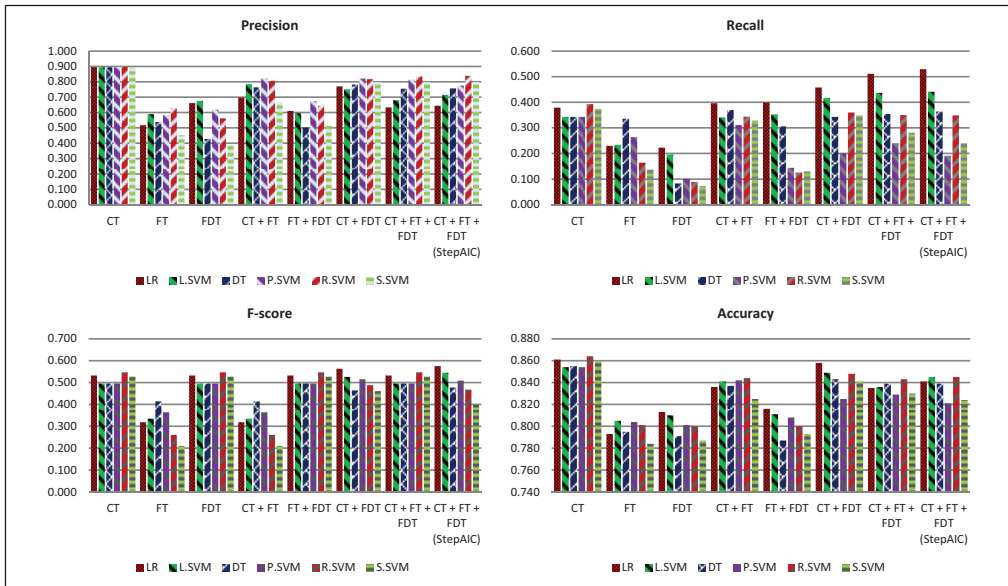 Precision
1.000
0.900
0.800
0.700
0.600
0.500
0.400
0.300
0.200
0.100
0.000
CT FT FDT CT + FT FT + FDT CT + FDT CT + FT + CT + FT +
FDT FDT
(StepAIC)
LR L.SVM DT P.SVM R.SVM S.SVM
Recall
0.600
0.500
0.400
0.300
0.200
0.100
0.000
CT FT FDT CT + FT FT + FDT CT + FDT CT + FT + CT + FT +
FDT FDT
(StepAIC)
LR L.SVM DT P.SVM R.SVM S.SVM
F-score
0.700
0.600
0.500
0.400
0.300
0.200
0.100
0.000
CT FT FDT CT + FT FT + FDT CT + FDT CT + FT + CT + FT +
FDT FDT
(StepAIC)
LR L.SVM DT P.SVM R.SVM S.SVM
Accuracy
0.880
0.860
0.840
0.820
0.800
0.780
0.760
0.740
CT FT FDT CT + FT FT + FDT CT + FDT CT + FT + CT + FT +
FDT FDT
(StepAIC)
LR L.SVM DT P.SVM R.SVM S.SVM